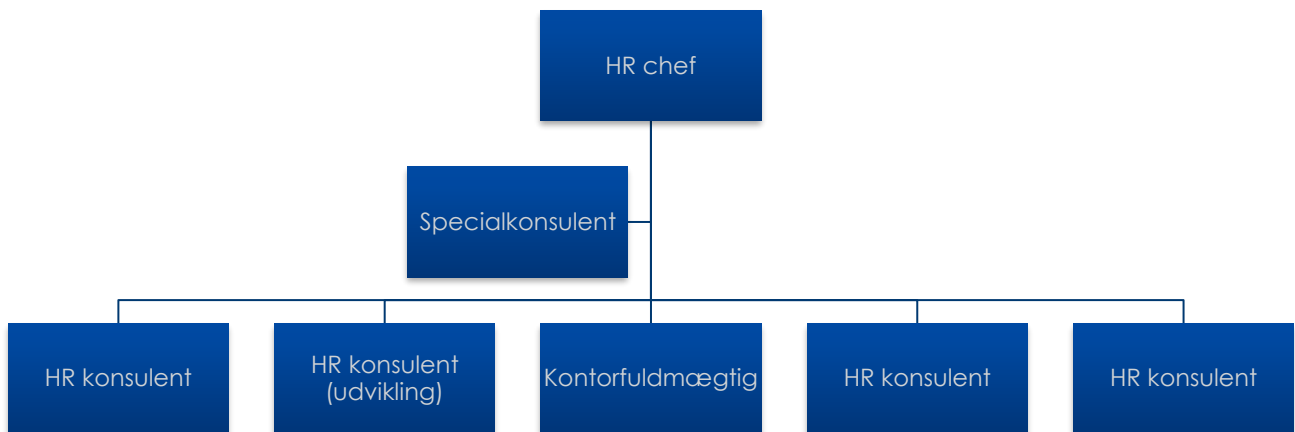 HR chef
Specialkonsulent
HR konsulent
HR konsulent
(udvikling)
Kontorfuldmægtig
HR konsulent
HR konsulent